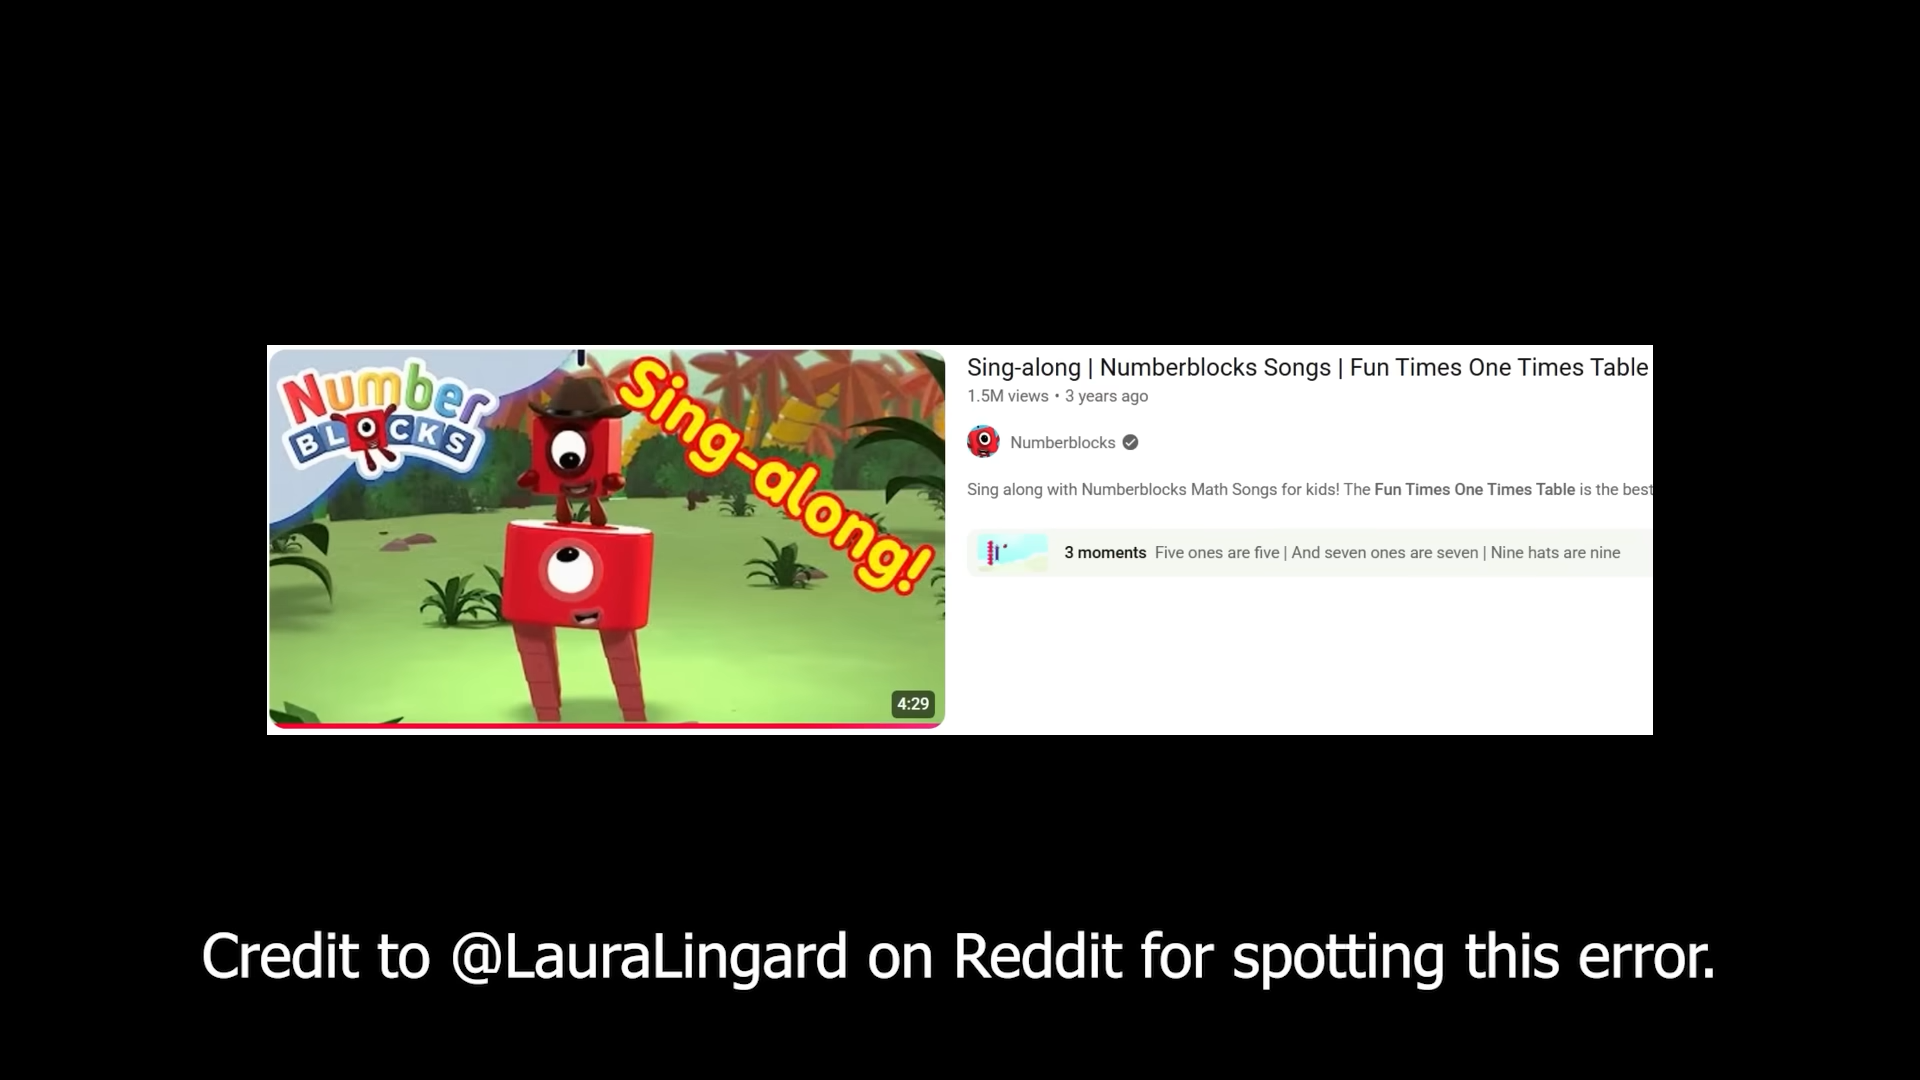 Number
BLOCKS
Sing-along!
4:29
Sing-along | Numberblocks Songs | Fun Times One Times Table
1.5M views • 3 years ago
Numberblocks
Sing along with Numberblocks Math Songs for kids! The Fun Times One Times Table is the best
3 moments Five ones are five | And seven ones are seven | Nine hats are nine
Credit to @LauraLingard on Reddit for spotting this error.